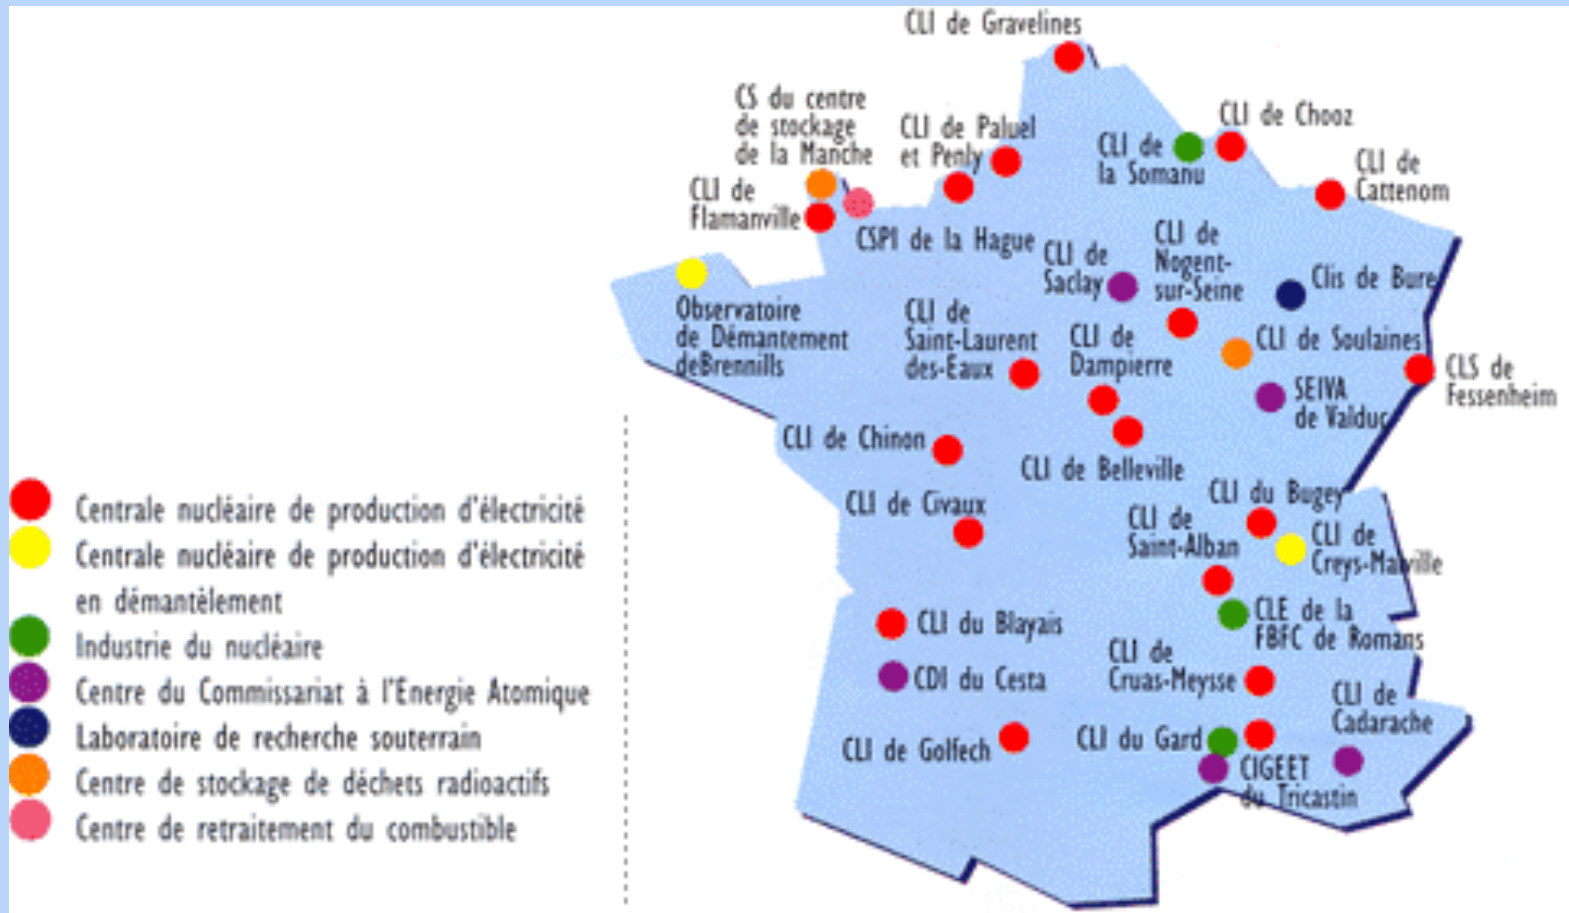 CLI de Gravelines
CS du centre
de stockage
de la Manche
CLI de Paluel
et Penly
CLI de
la Somanu
CLI de Chooz
CLI de
Cattenom
CLI de
Flamanville
CSPI de la Hague
CLI de
Saclay
CLI de
Nogent-
sur-Seine
Clis de Bure
Observatoire
de Démantement
deBrennills
CLI de
Saint-Laurent
des-Eaux
CLI de
Dampierre
CLI de Soulaines
CLS de
Fessenheim
SEIVA
de Valduc
CLI de Chinon
CLI de Belleville
CLI de Civaux
CLI du Bugey
CLI de
Saint-Alban
CLI de
Creys-Malville
CLI du Blayais
CLE de la
FBFC de Romans
CDI du Cesta
CLI de
Cruas-Meysse
CLI de
Cadarache
CLI de Golfech
CLI du Gard
CIGEET
du Tricastin
Centrale nucléaire de production d'électricité
Centrale nucléaire de production d'électricité
en démantèlement
Industrie du nucléaire
Centre du Commissariat à l'Energie Atomique
Laboratoire de recherche souterrain
Centre de stockage de déchets radioactifs
Centre de retraitement du combustible